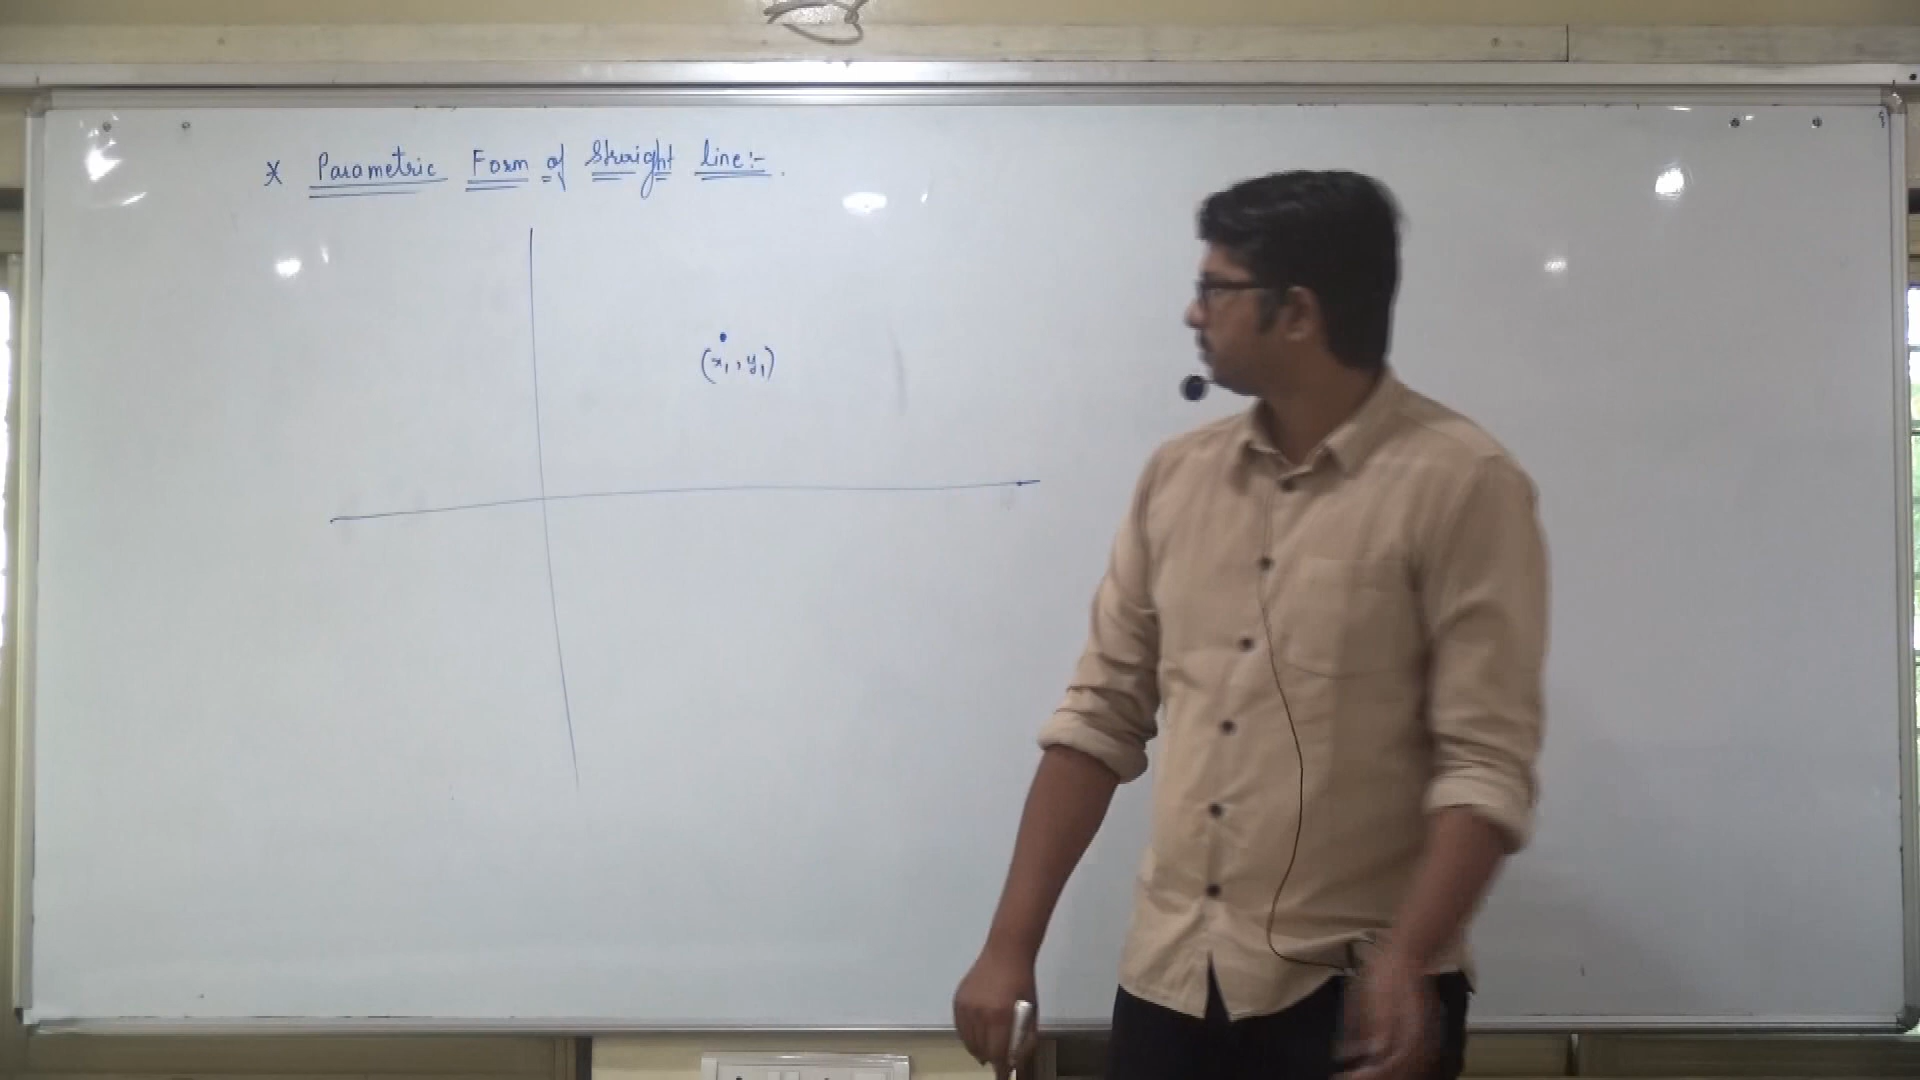 * Parametric Form of Straight line:-
(x₁, y₁)